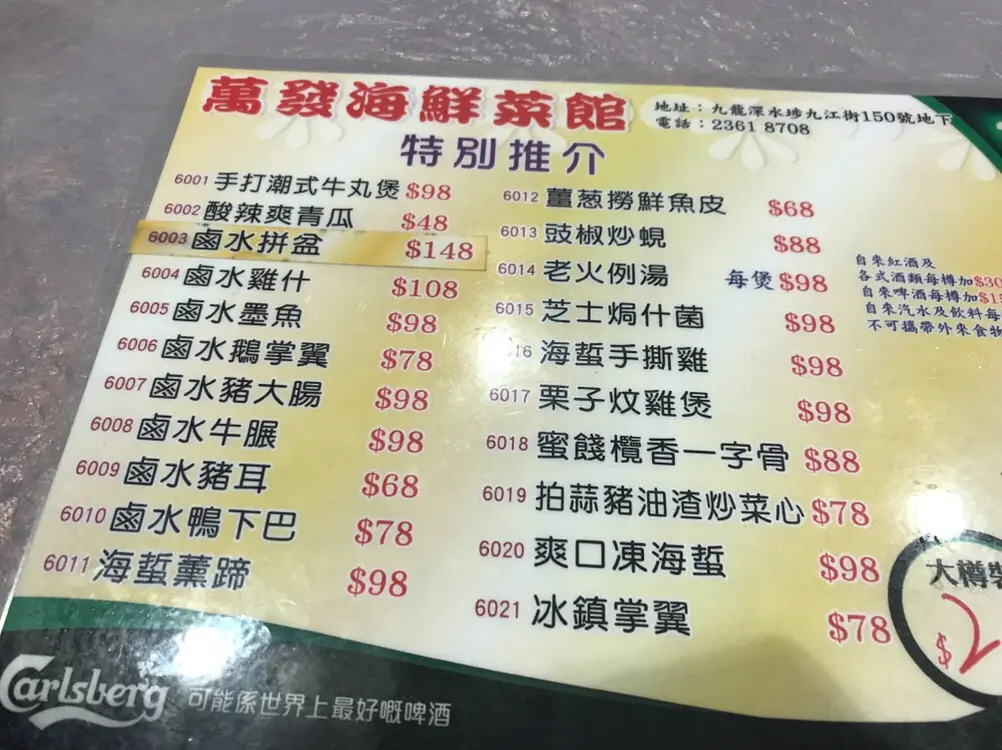 萬發海鮮菜館
地址：九龍深水埗九江街150號地下
電話：2361 8708
特別推介
6001 手打潮式牛丸煲 $98
6002 酸辣爽青瓜 $48
6003 鹵水拼盆 $148
6004 鹵水雞什 $108
6005 鹵水墨魚 $98
6006 鹵水鵝掌翼 $78
6007 鹵水豬大腸 $98
6008 鹵水牛𦟌 $98
6009 鹵水豬耳 $68
6010 鹵水鴨下巴 $78
6011 海蜇薰蹄 $98
6012 薑葱撈鮮魚皮 $68
6013 豉椒炒蜆 $88
6014 老火例湯 每煲 $98
6015 芝士焗什菌 $98
16 海蜇手撕雞 $98
6017 栗子炆雞煲 $98
6018 蜜餞欖香一字骨 $88
6019 拍蒜豬油渣炒菜心 $78
6020 爽口凍海蜇 $98
6021 冰鎮掌翼 $78
自來紅酒及
各式酒類每樽加$30
自來啤酒每樽加$1
自來汽水及飲料每
不可攜帶外來食物
大樽裝
$
Carlsberg 可能係世界上最好嘅啤酒